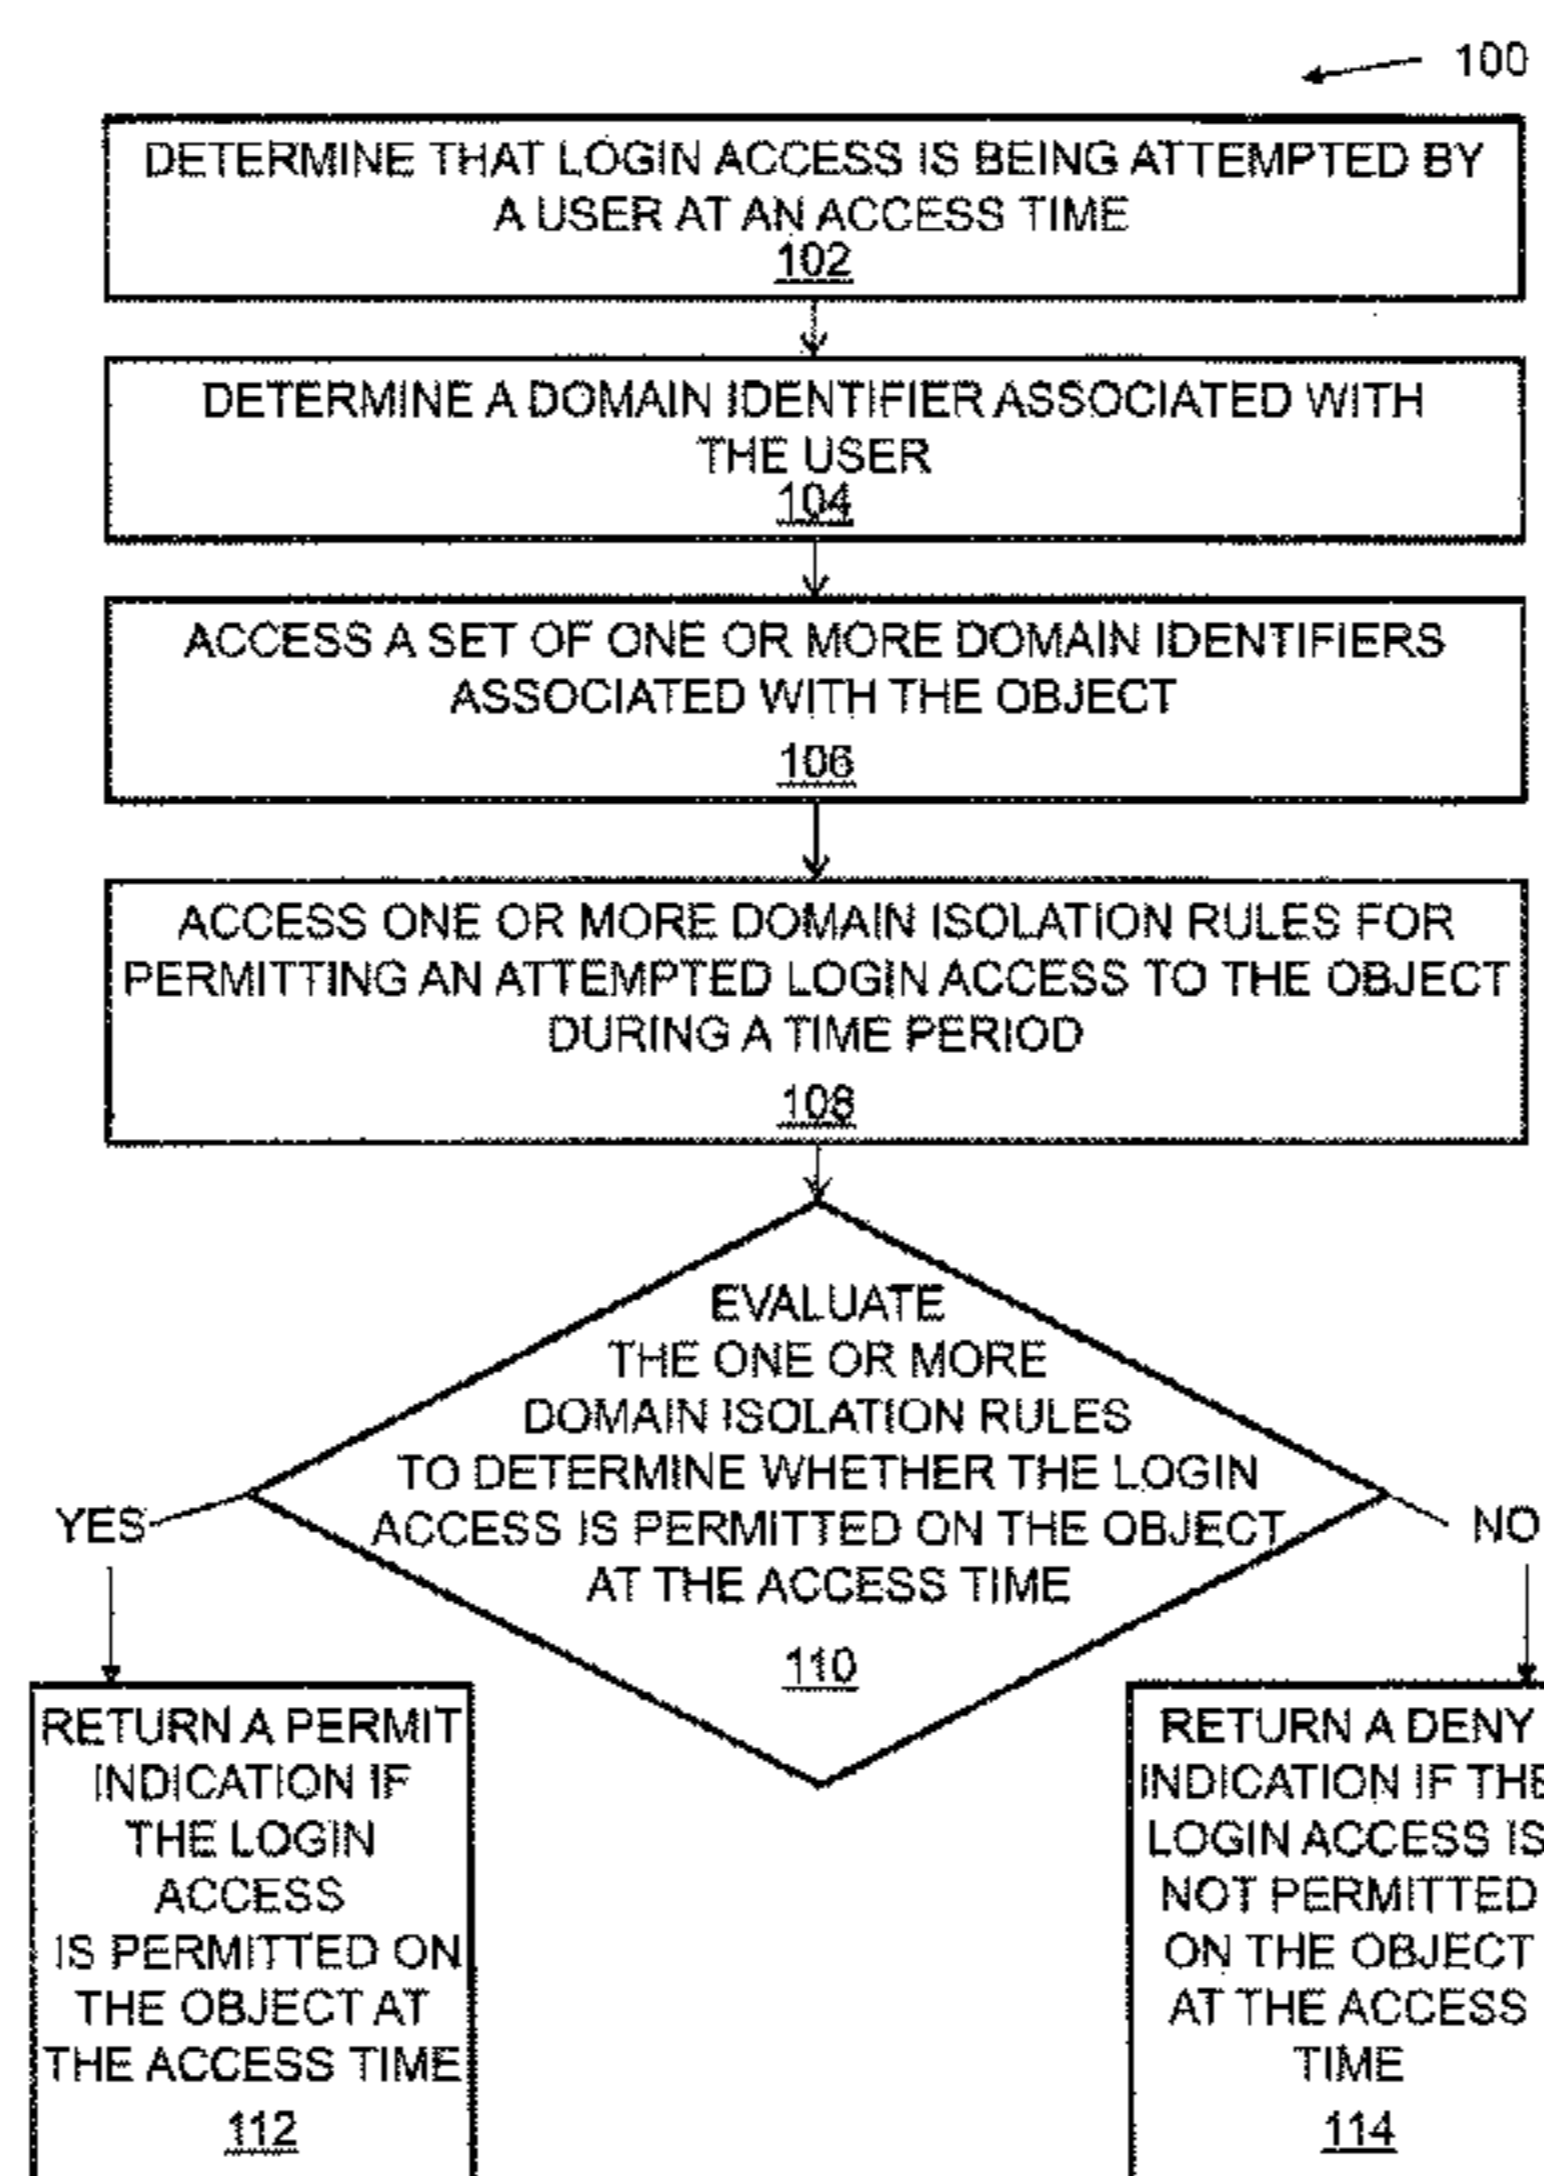 100
DETERMINE THAT LOGIN ACCESS IS BEING ATTEMPTED BY
A USER AT AN ACCESS TIME
102
DETERMINE A DOMAIN IDENTIFIER ASSOCIATED WITH
THE USER
104
ACCESS A SET OF ONE OR MORE DOMAIN IDENTIFIERS
ASSOCIATED WITH THE OBJECT
106
ACCESS ONE OR MORE DOMAIN ISOLATION RULES FOR
PERMITTING AN ATTEMPTED LOGIN ACCESS TO THE OBJECT
DURING A TIME PERIOD
108
EVALUATE
THE ONE OR MORE
DOMAIN ISOLATION RULES
TO DETERMINE WHETHER THE LOGIN
ACCESS IS PERMITTED ON THE OBJECT
AT THE ACCESS TIME
110
YES
NO
RETURN A PERMIT
INDICATION IF
THE LOGIN
ACCESS
IS PERMITTED ON
THE OBJECT AT
THE ACCESS TIME
112
RETURN A DENY
INDICATION IF THE
LOGIN ACCESS IS
NOT PERMITTED
ON THE OBJECT
AT THE ACCESS
TIME
114